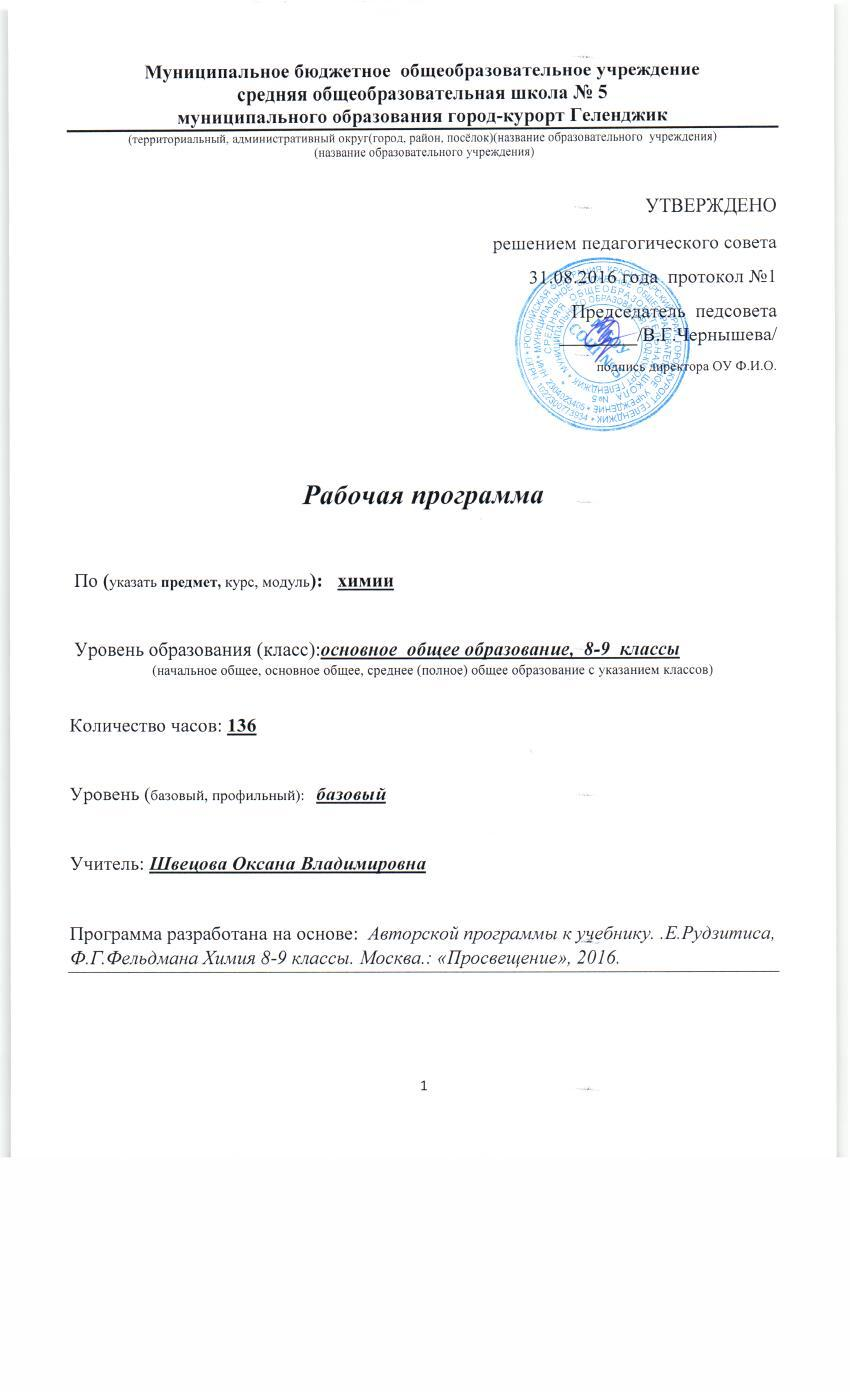 Муниципальное бюджетное общеобразовательное учреждение
средняя общеобразовательная школа № 5
муниципального образования город-курорт Геленджик
(территориальный, административный округ(город, район, посёлок)(название образовательного учреждения)
(название образовательного учреждения)
УТВЕРЖДЕНО
решением педагогического совета
31.08.2016 года протокол №1
Председатель педсовета
/В.Г.Чернышева/
подпись директора ОУ Ф.И.О.
Рабочая программа
По (указать предмет, курс, модуль): химии
Уровень образования (класс):основное общее образование, 8-9 классы
(начальное общее, основное общее, среднее (полное) общее образование с указанием классов)
Количество часов: 136
Уровень (базовый, профильный): базовый
Учитель: Швецова Оксана Владимировна
Программа разработана на основе: Авторской программы к учебнику. .Е.Рудзитиса,
Ф.Г.Фельдмана Химия 8-9 классы. Москва.: «Просвещение», 2016.
1